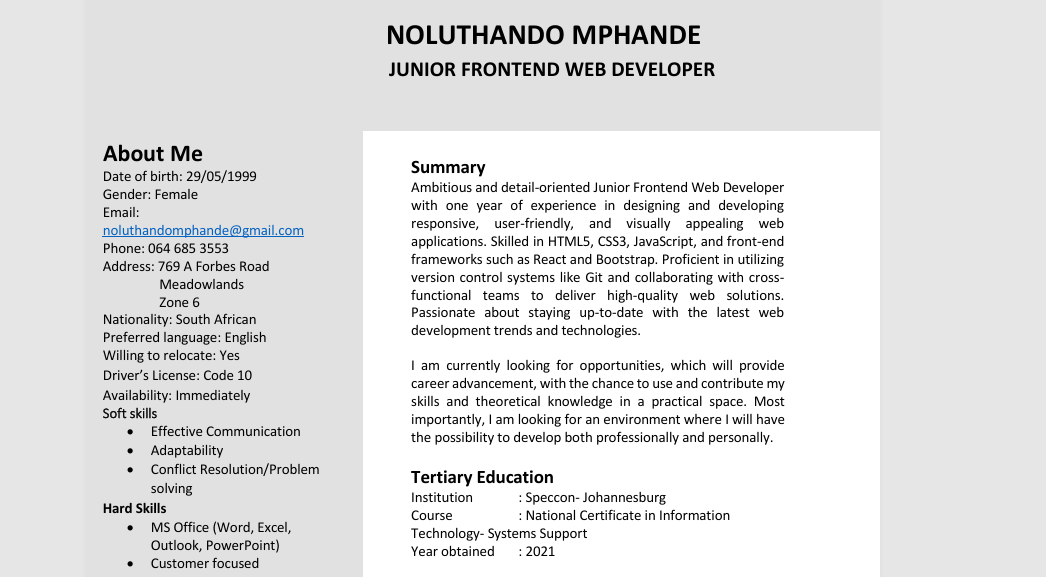 NOLUTHANDO MPHANDE
JUNIOR FRONTEND WEB DEVELOPER
About Me
Date of birth: 29/05/1999
Gender: Female
Email:
noluthandomphande@gmail.com
Phone: 064 685 3553
Address: 769 A Forbes Road
Meadowlands
Zone 6
Nationality: South African
Preferred language: English
Willing to relocate: Yes
Driver’s License: Code 10
Availability: Immediately
Soft skills
• Effective Communication
• Adaptability
• Conflict Resolution/Problem
solving
Hard Skills
• MS Office (Word, Excel,
Outlook, PowerPoint)
• Customer focused
Summary
Ambitious and detail-oriented Junior Frontend Web Developer
with one year of experience in designing and developing
responsive, user-friendly, and visually appealing web
applications. Skilled in HTML5, CSS3, JavaScript, and front-end
frameworks such as React and Bootstrap. Proficient in utilizing
version control systems like Git and collaborating with cross-
functional teams to deliver high-quality web solutions.
Passionate about staying up-to-date with the latest web
development trends and technologies.
I am currently looking for opportunities, which will provide
career advancement, with the chance to use and contribute my
skills and theoretical knowledge in a practical space. Most
importantly, I am looking for an environment where I will have
the possibility to develop both professionally and personally.
Tertiary Education
Institution : Speccon- Johannesburg
Course : National Certificate in Information
Technology- Systems Support
Year obtained : 2021